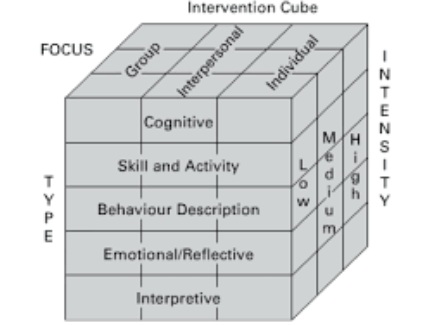 Intervention Cube
FOCUS
Group
Interpersonal
Individual
INTENSITY
Cognitive
Skill and Activity
Behaviour Description
Emotional/Reflective
Interpretive
Low
Medium
High
TYPE